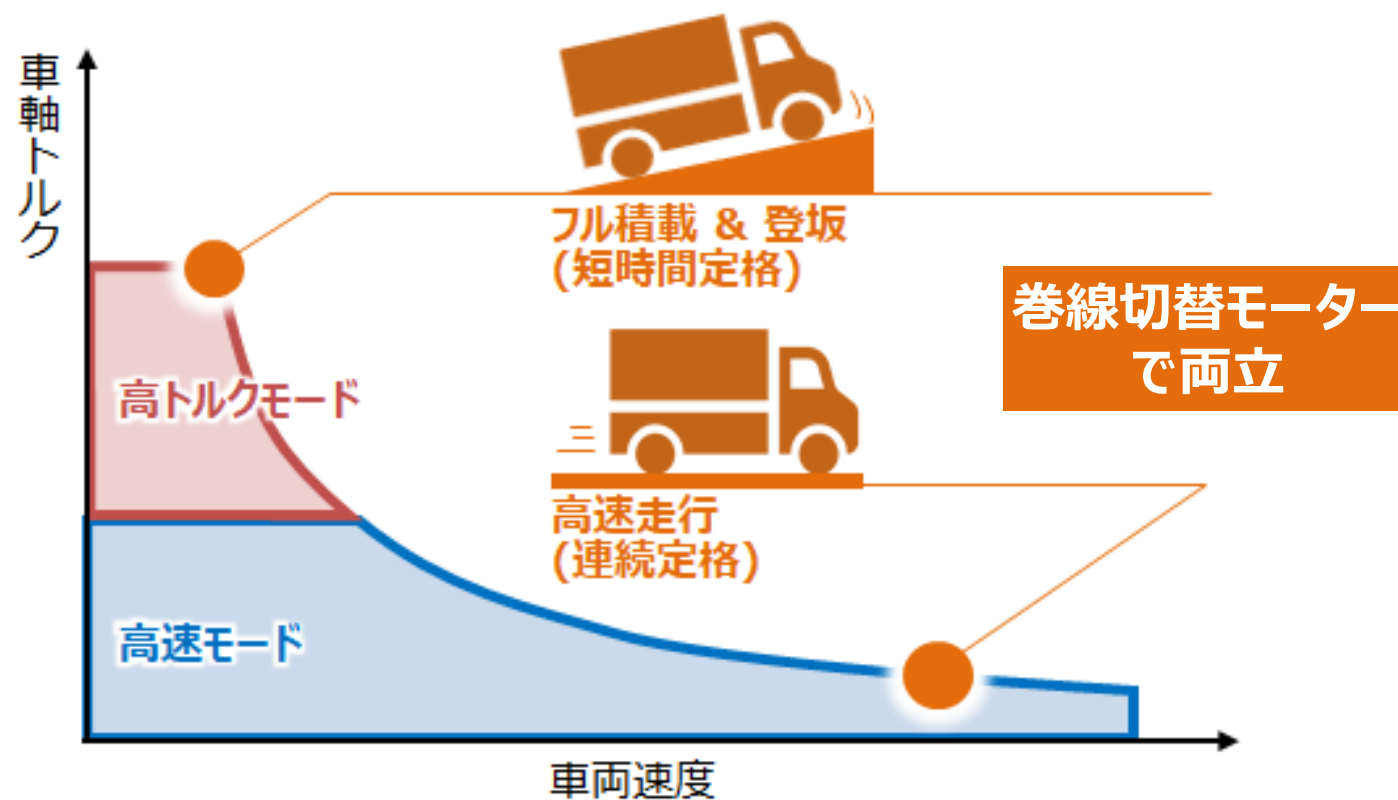 車軸トルク
フル積載 & 登坂
(短時間定格)
巻線切替モーター
で両立
高トルクモード
高速走行
(連続定格)
高速モード
車両速度